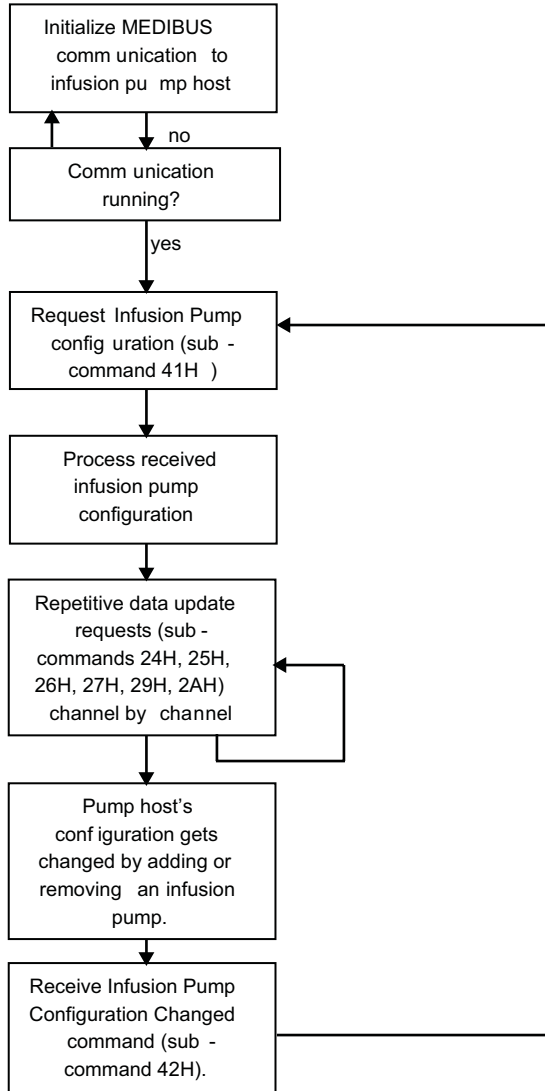 Initialize MEDIBUS
comm unication to
infusion pu mp host
no
Comm unication
running?
yes
Request Infusion Pump
config uration (sub -
command 41H )
Process received
infusion pump
configuration
Repetitive data update
requests (sub -
commands 24H, 25H,
26H, 27H, 29H, 2AH)
channel by channel
Pump host's
conf iguration gets
changed by adding or
removing an infusion
pump.
Receive Infusion Pump
Configuration Changed
command (sub -
command 42H).